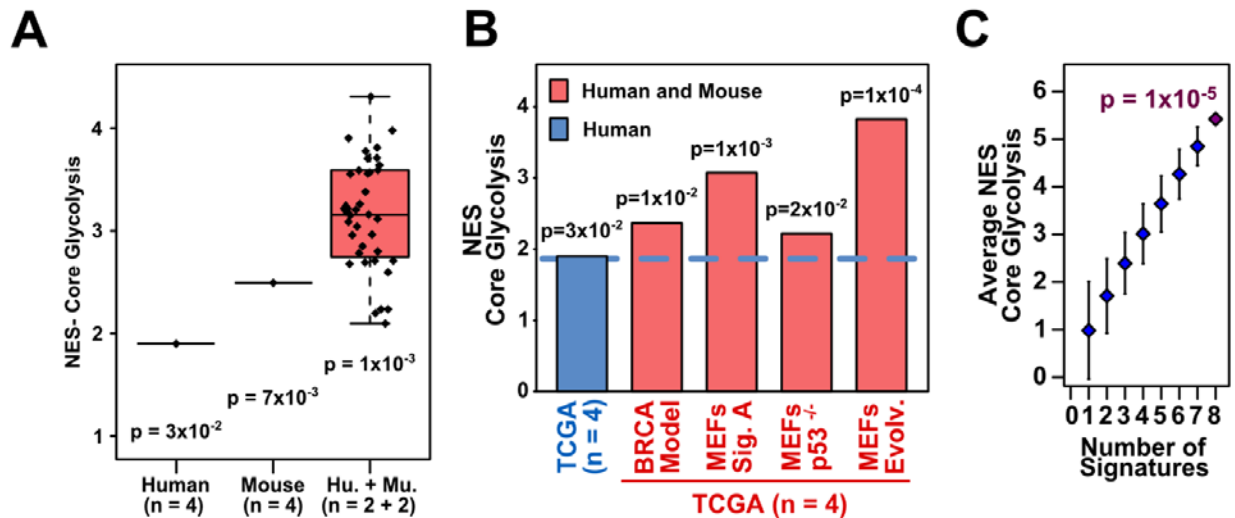 A
NES- Core Glycolysis
4
3
2
1
p = 3x10-2
p = 7x10-3
p = 1x10-3
Human
(n = 4)
Mouse
(n = 4)
Hu. + Mu.
(n = 2 + 2)
B
NES
Core Glycolysis
4
3
2
1
0
Human and Mouse
Human
p=3x10-2
p=1x10-2
p=1x10-3
p=2x10-2
p=1x10-4
TCGA
(n = 4)
BRCA
Model
MEFs
Sig. A
MEFs
p53 -/-
MEFs
Evolv.
TCGA (n = 4)
C
Average NES
Core Glycolysis
6
5
4
3
2
1
0
p = 1x10-5
0 1 2 3 4 5 6 7 8
Number of
Signatures